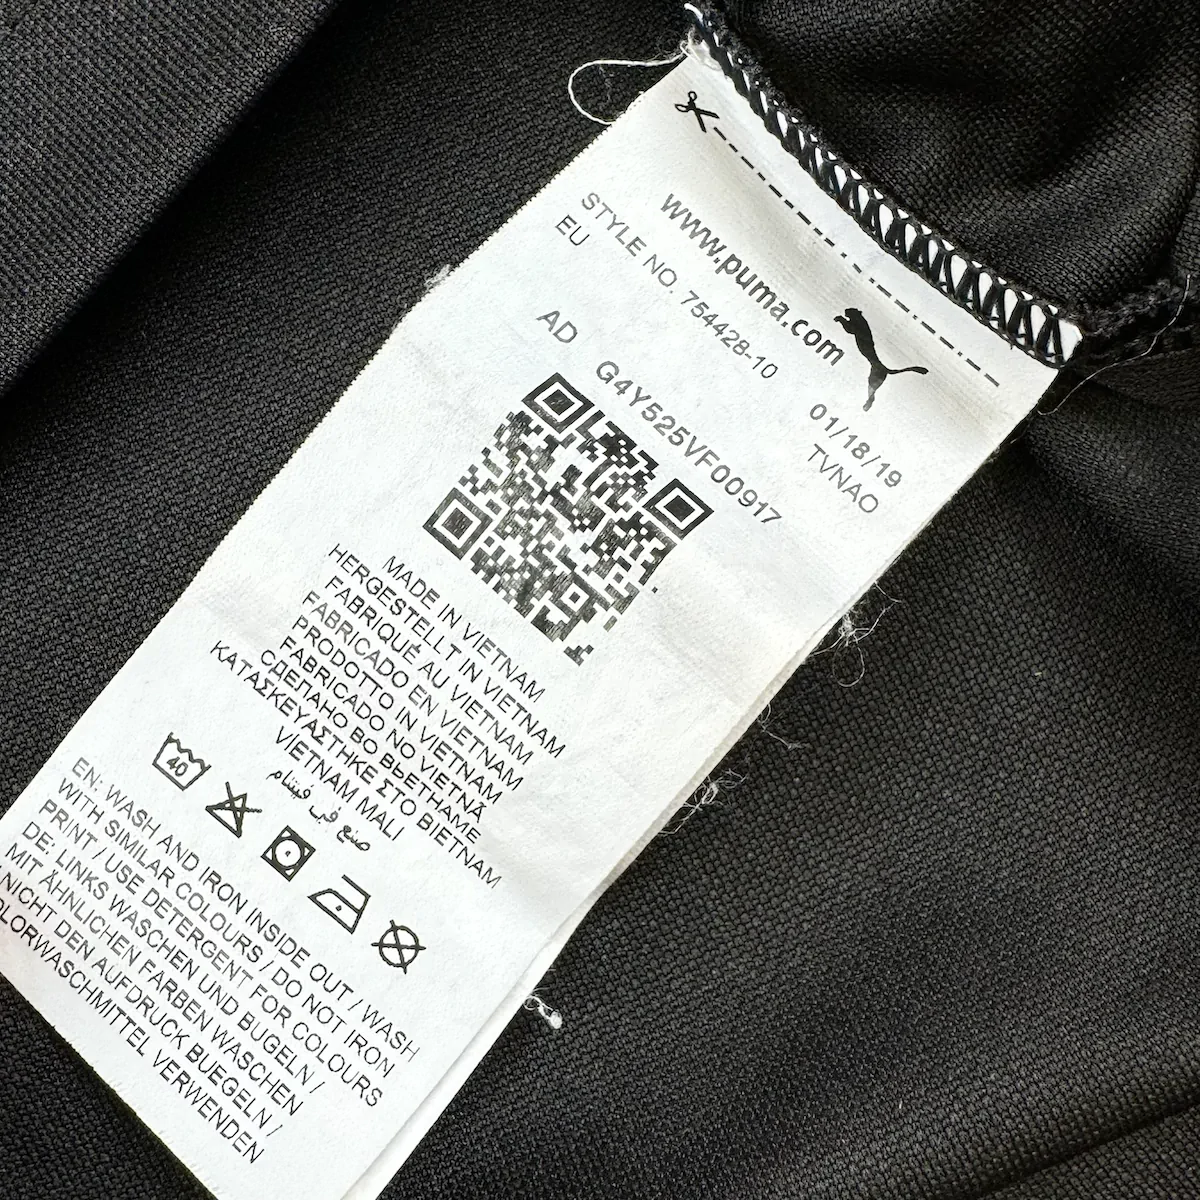 www.puma.com
STYLE NO. 754428-10 01/18/19
EU TVNAO
AD G4Y525VF00917
MADE IN VIETNAM
HERGESTELLT IN VIETNAM
FABRIQUÉ AU VIETNAM
FABRICADO EN VIETNAM
PRODOTTO IN VIETNAM
FABRICADO NO VIETNÃ
СДЕПАНО ВО ВЬЕТНАМЕ
ΚΑΤΑΣΚΕΥΑΣΤΗΚΕ ΣΤΟ ΒΙΕΤΝΑΜ
VIETNAM MALI
صنع في فيتنام
40
EN: WASH AND IRON INSIDE OUT / WASH
WITH SIMILAR COLOURS / DO NOT IRON
PRINT / USE DETERGENT FOR COLOURS
DE: LINKS WASCHEN UND BUGELN /
MIT ÄHNLICHEN FARBEN WASCHEN
NICHT DEN AUFDRUCK BUEGELN /
OLORWASCHMITTEL VERWENDEN